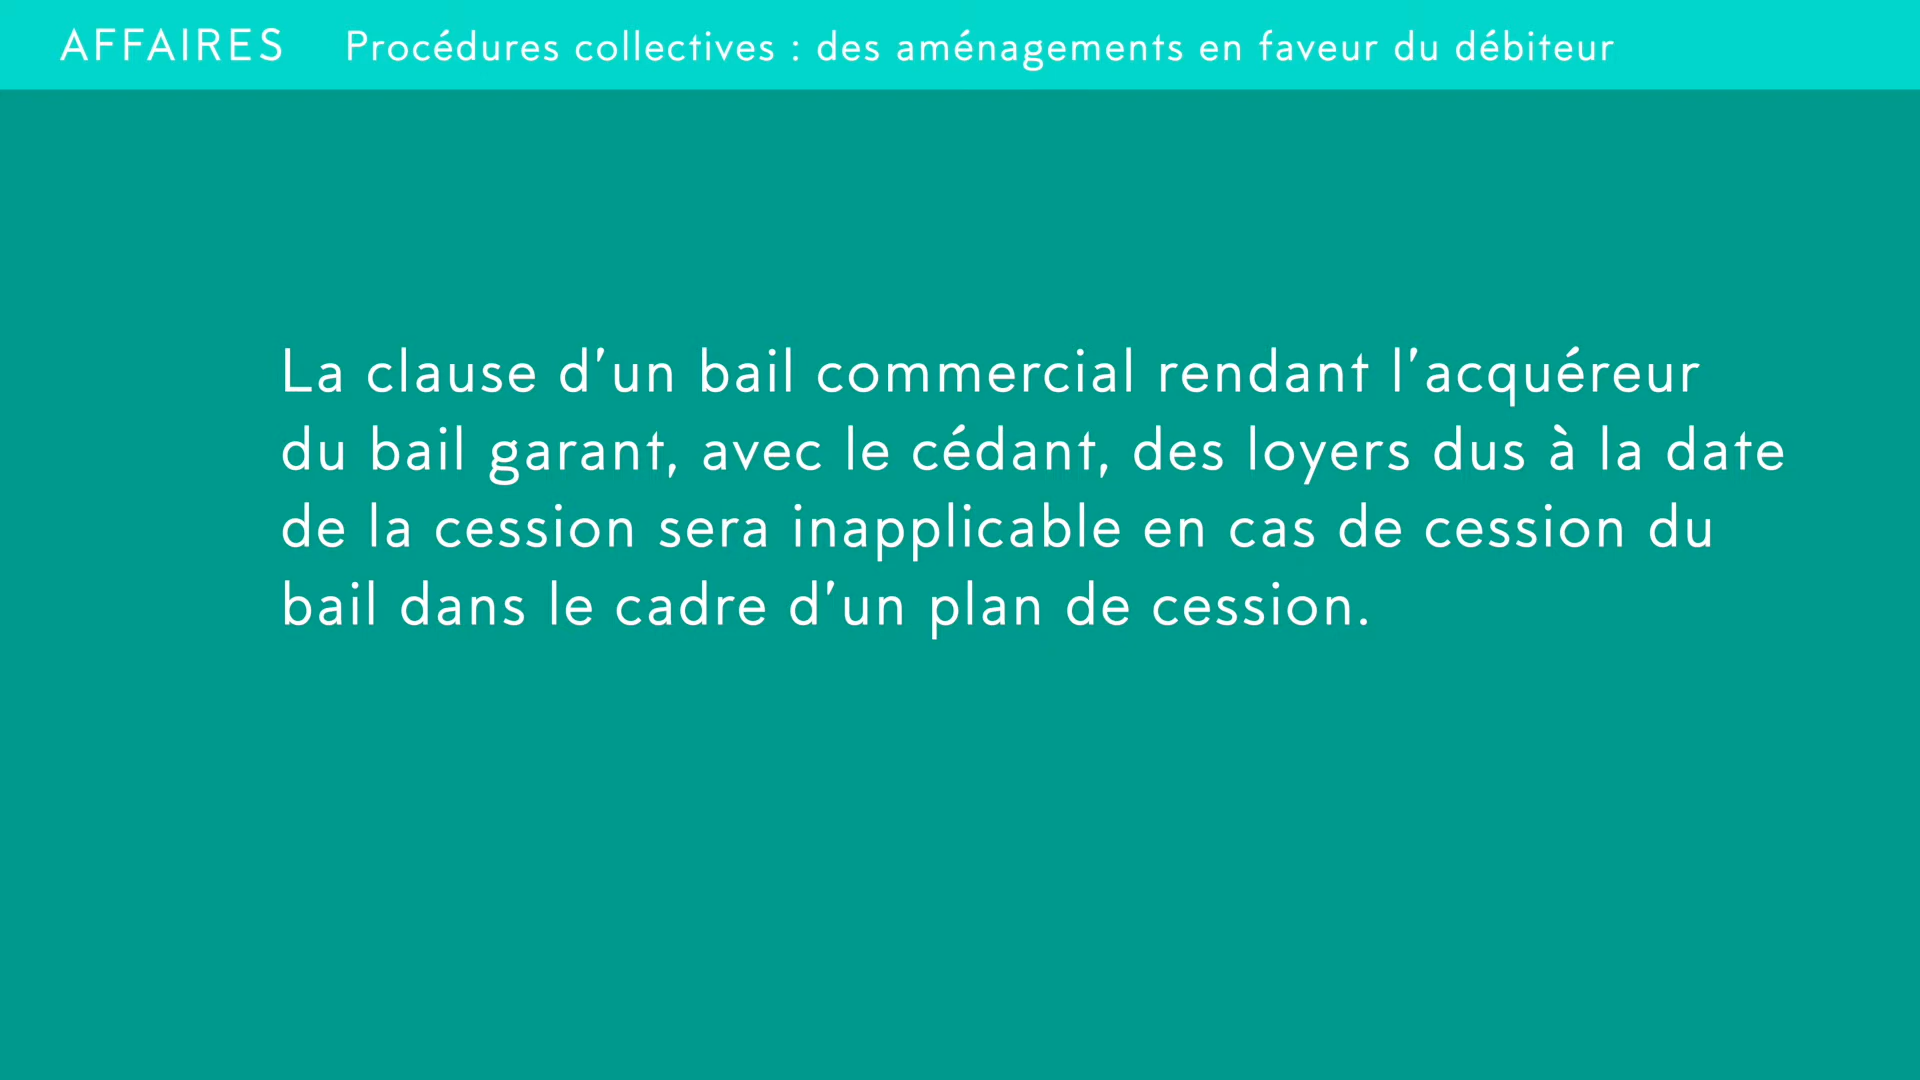 AFFAIRES Procédures collectives : des aménagements en faveur du débiteur
La clause d'un bail commercial rendant l'acquéreur
du bail garant, avec le cédant, des loyers dus à la date
de la cession sera inapplicable en cas de cession du
bail dans le cadre d'un plan de cession.